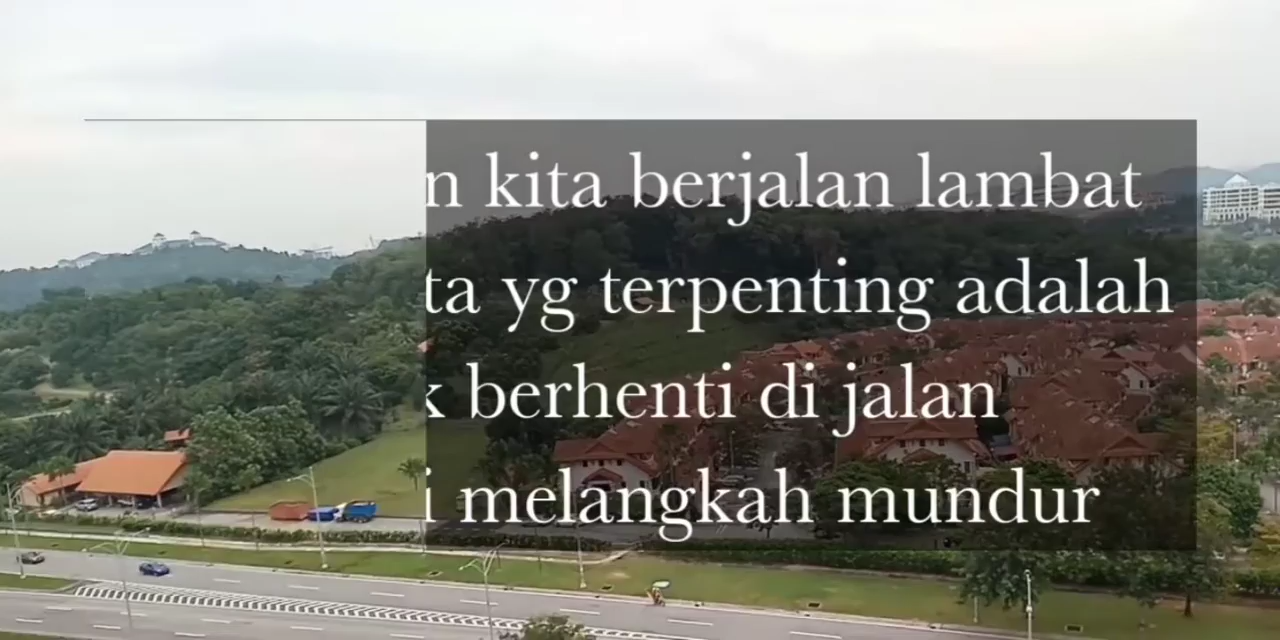 kita berjalan lambat
yg terpenting adalah
berhenti di jalan
melangkah mundur